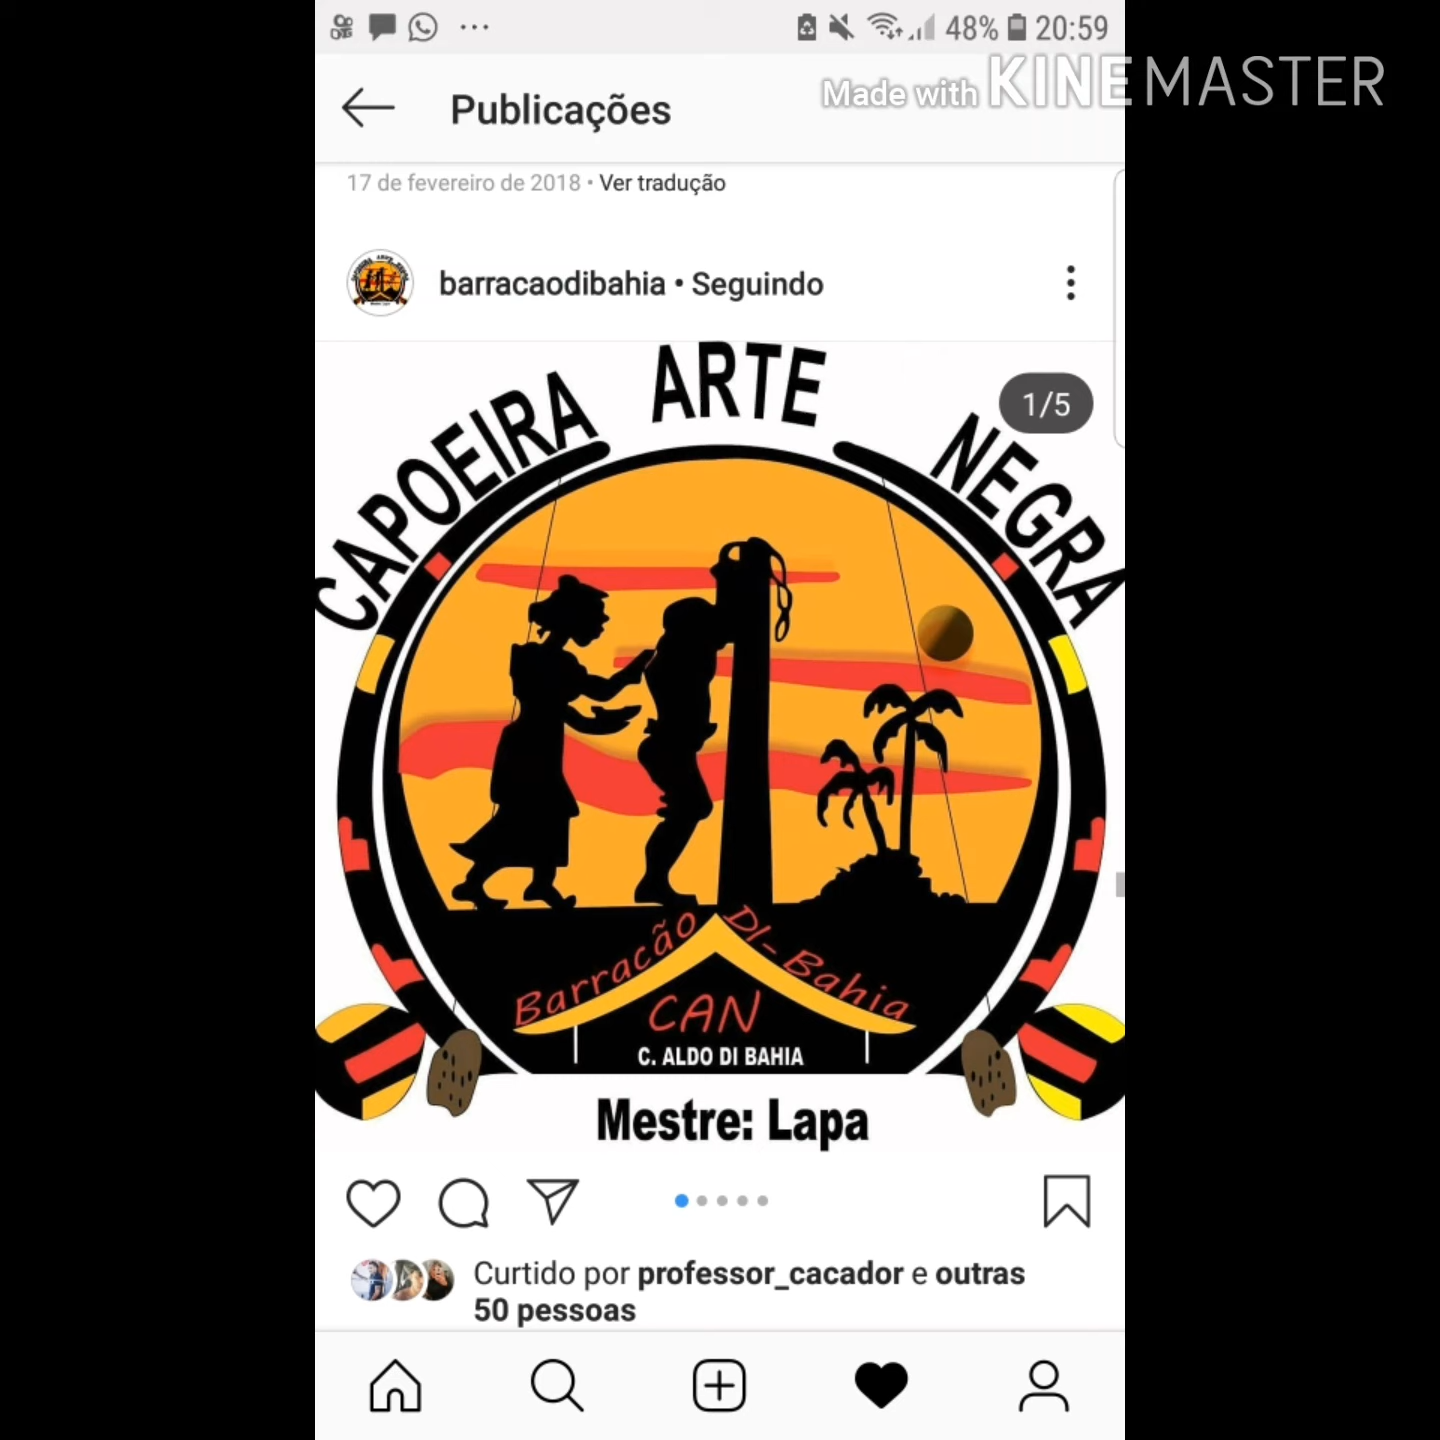 48% 20:59
Made with KINEMASTER
Publicações
17 de fevereiro de 2018 • Ver tradução
barracaodibahia • Seguindo
1/5
CAPOEIRA ARTE NEGRA
Barracão DI-Bahia
CAN
C. ALDO DI BAHIA
Mestre: Lapa
Curtido por professor_cacador e outras
50 pessoas